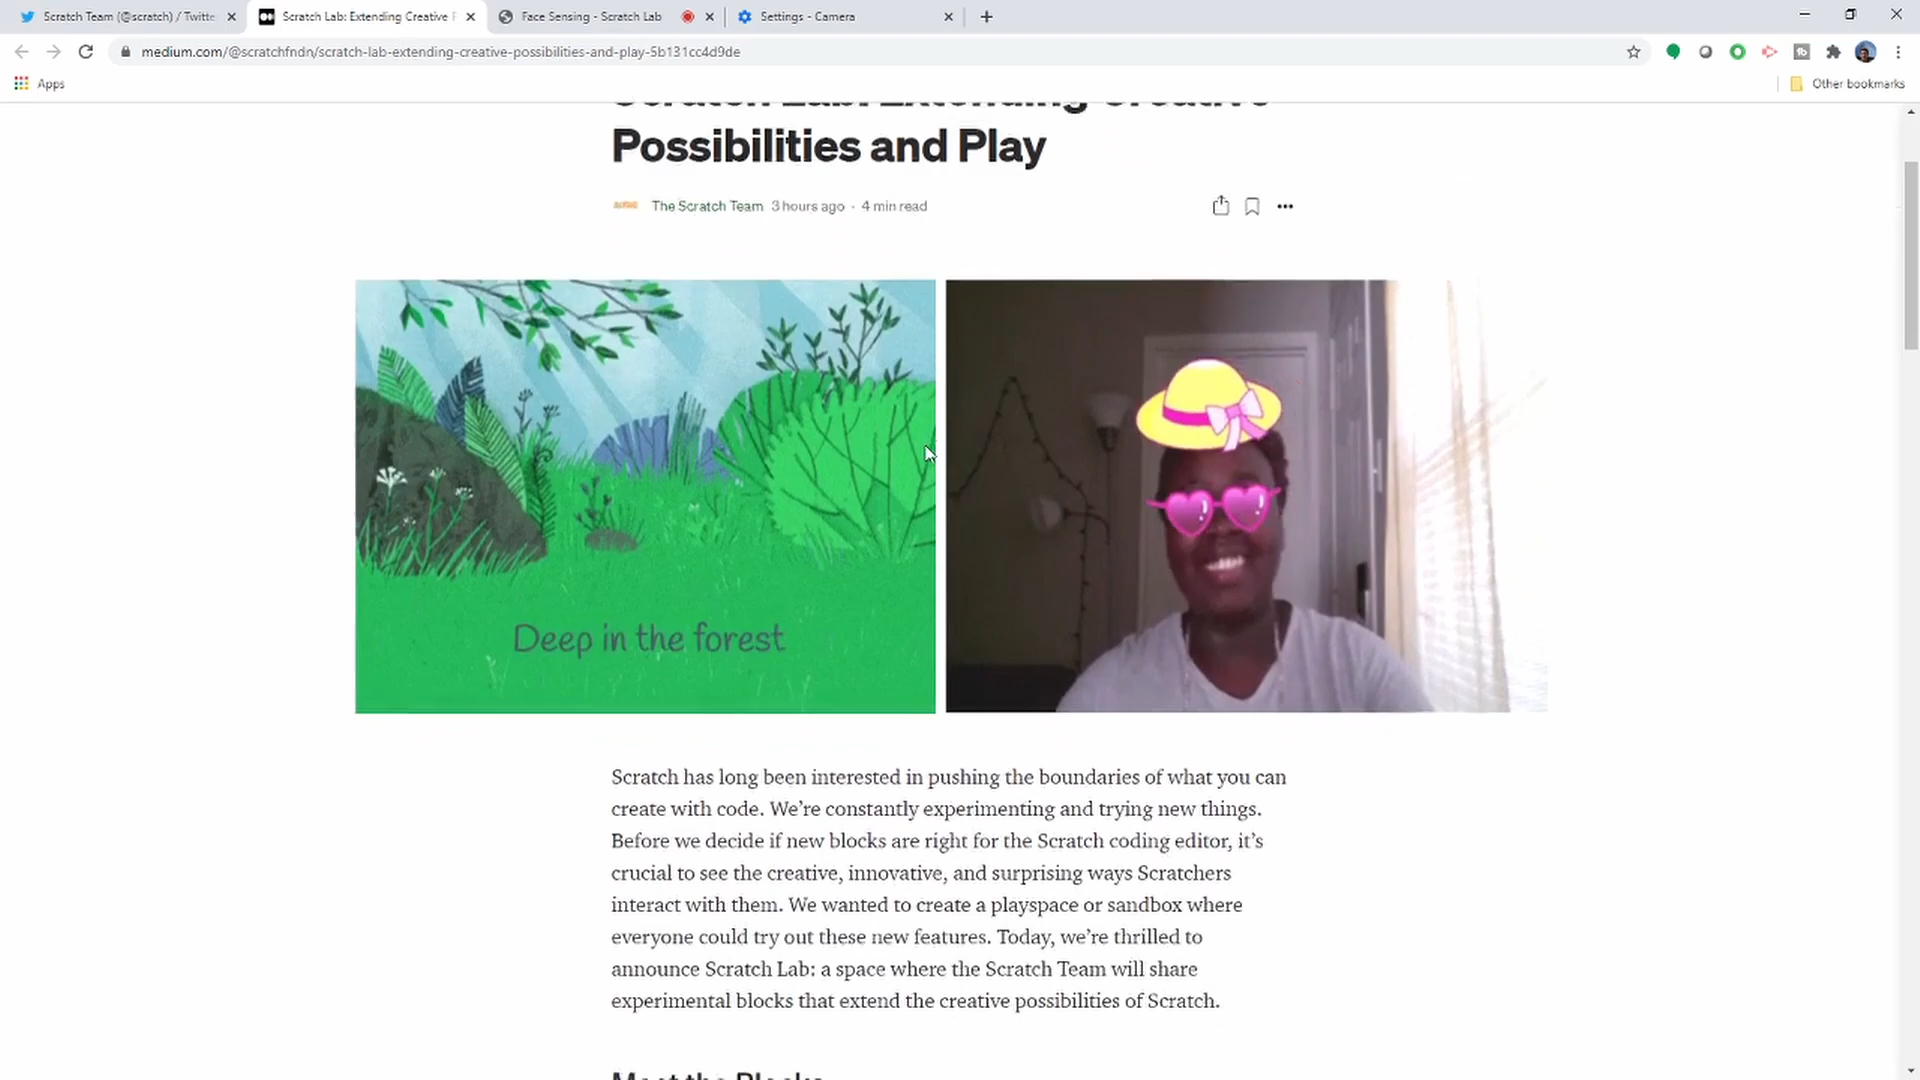 Scratch Team (@scratch) / Twitte
Scratch Lab: Extending Creative P
Face Sensing - Scratch Lab
Settings - Camera
medium.com/@scratchfndn/scratch-lab-extending-creative-possibilities-and-play-5b131cc4d9de
Apps
Other bookmarks
Scratch Lab: Extending Creative
Possibilities and Play
The Scratch Team 3 hours ago · 4 min read
Deep in the forest
Scratch has long been interested in pushing the boundaries of what you can
create with code. We’re constantly experimenting and trying new things.
Before we decide if new blocks are right for the Scratch coding editor, it’s
crucial to see the creative, innovative, and surprising ways Scratchers
interact with them. We wanted to create a playspace or sandbox where
everyone could try out these new features. Today, we’re thrilled to
announce Scratch Lab: a space where the Scratch Team will share
experimental blocks that extend the creative possibilities of Scratch.
Meet the Blocks